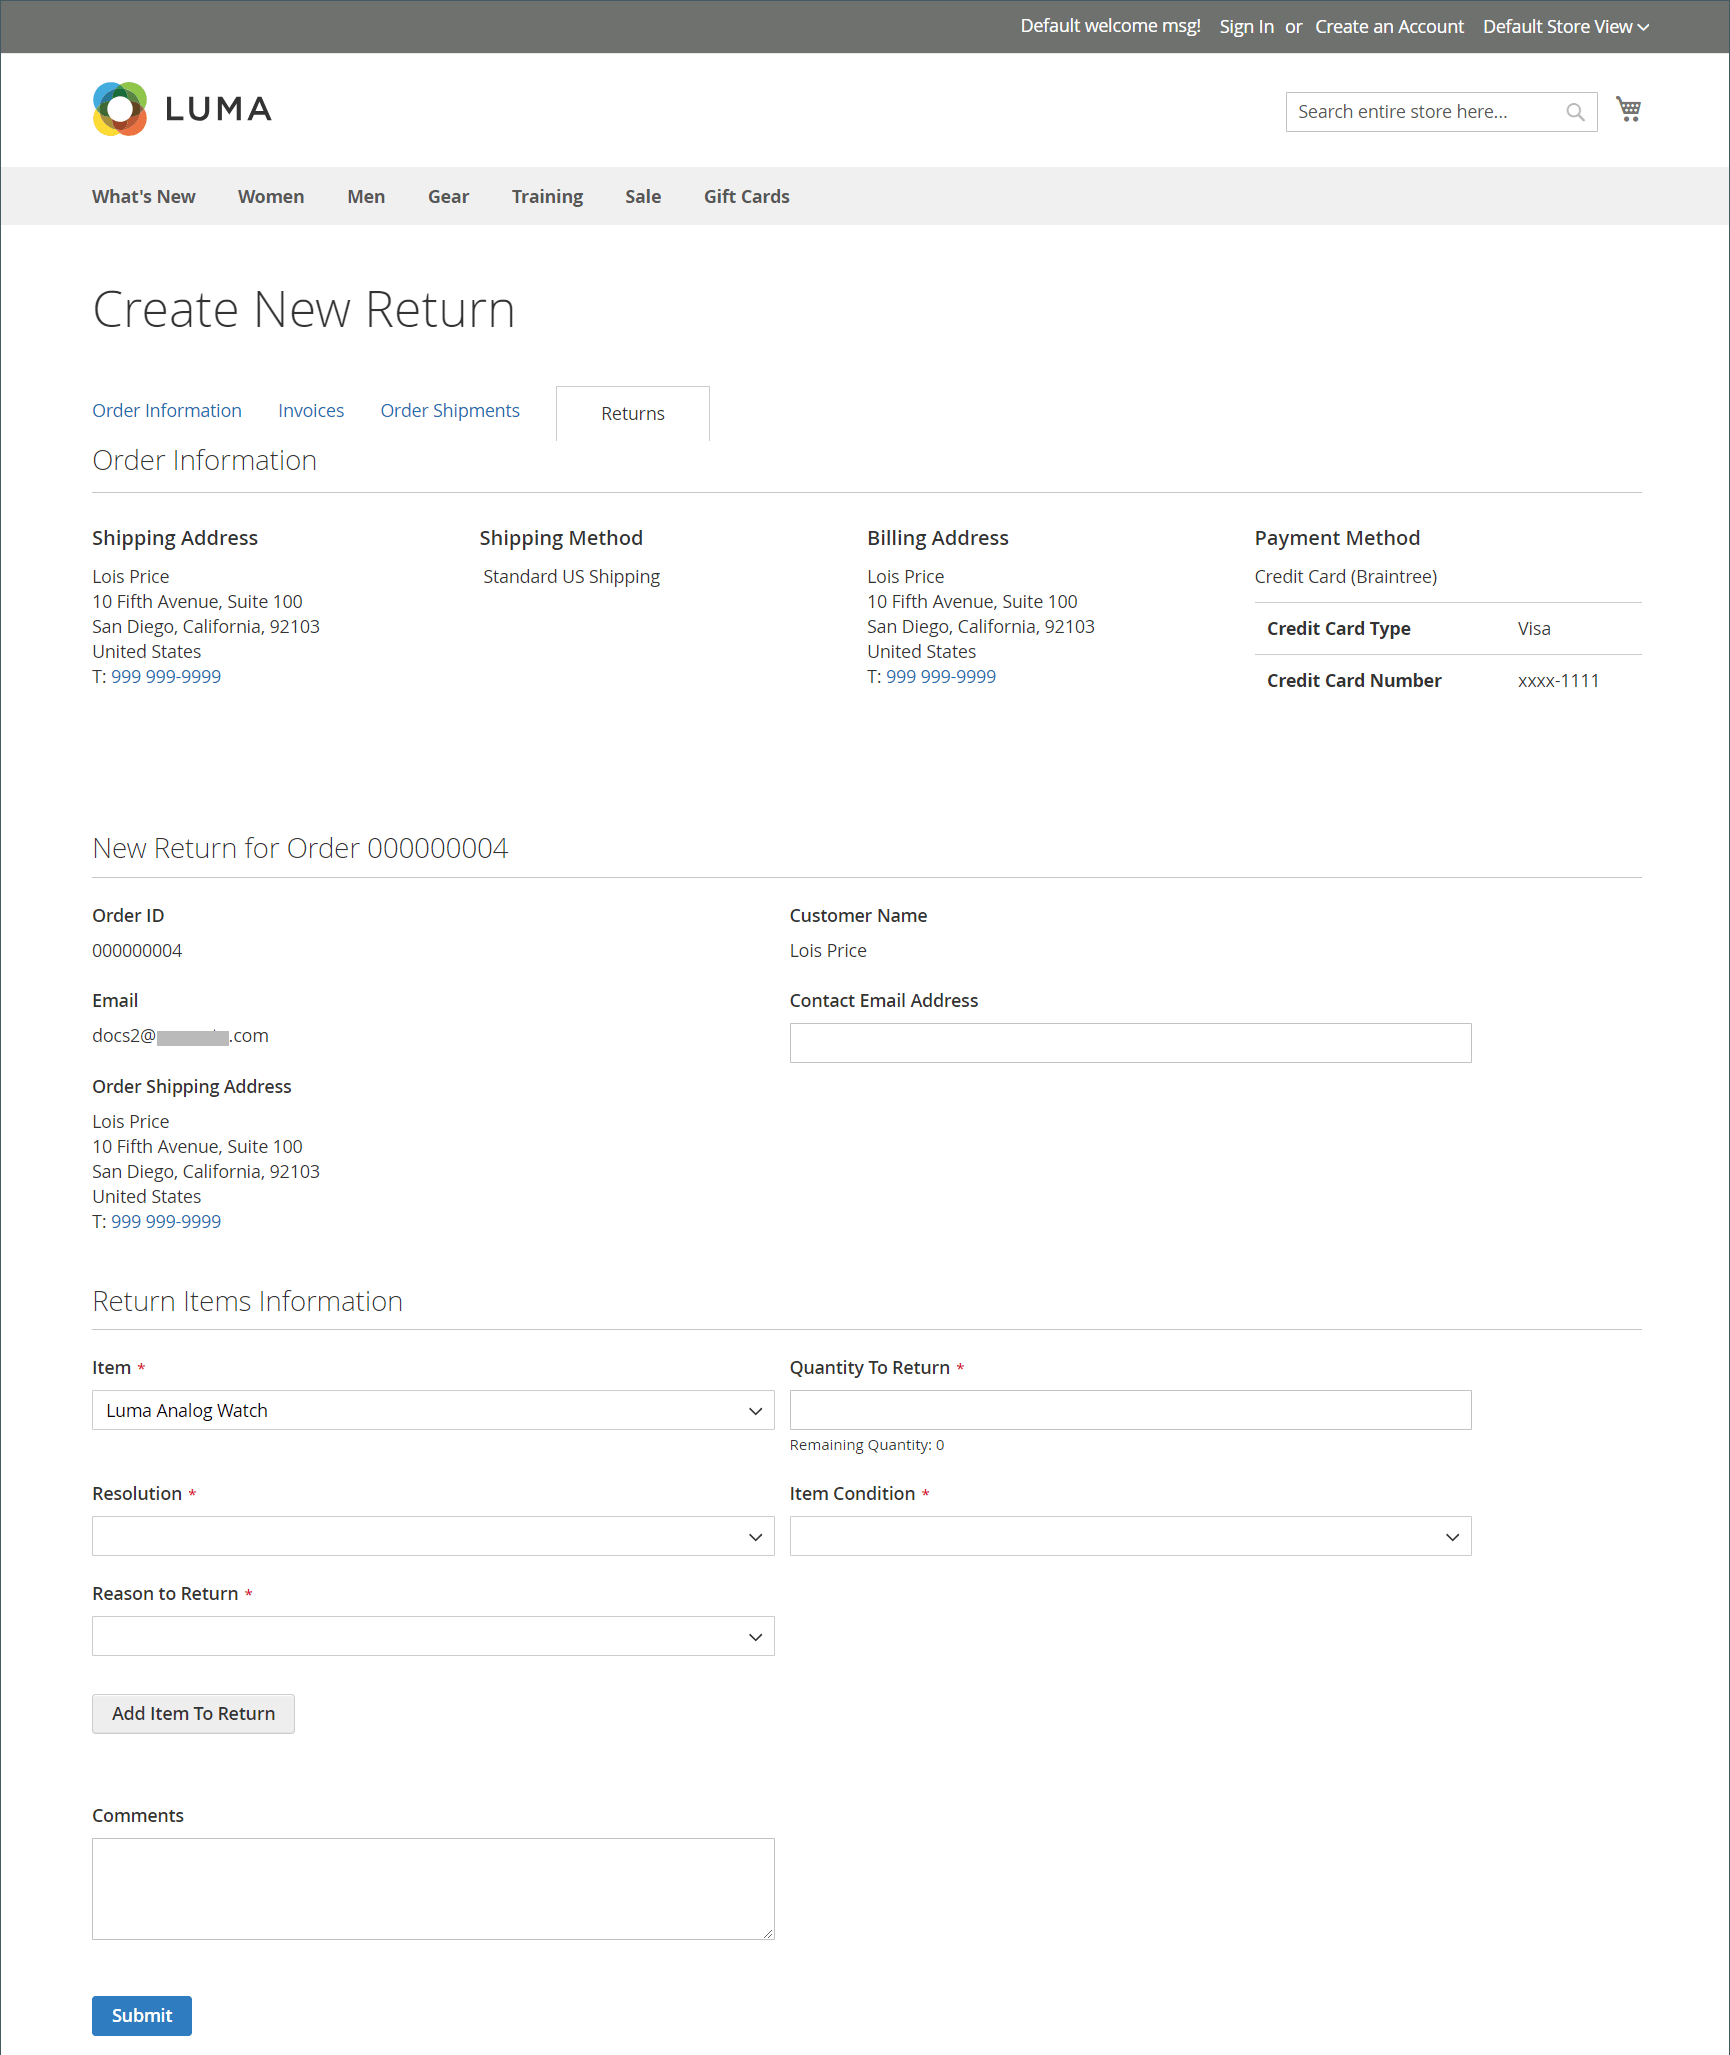 Default welcome msg! Sign In or Create an Account Default Store View
LUMA
Search entire store here...
What's New Women Men Gear Training Sale Gift Cards
Create New Return
Order Information Invoices Order Shipments Returns
Order Information
Shipping Address
Lois Price
10 Fifth Avenue, Suite 100
San Diego, California, 92103
United States
T: 999 999-9999
Shipping Method
Standard US Shipping
Billing Address
Lois Price
10 Fifth Avenue, Suite 100
San Diego, California, 92103
United States
T: 999 999-9999
Payment Method
Credit Card (Braintree)
Credit Card Type Visa
Credit Card Number xxxx-1111
New Return for Order 000000004
Order ID
000000004
Customer Name
Lois Price
Email
docs2@ .com
Contact Email Address
Order Shipping Address
Lois Price
10 Fifth Avenue, Suite 100
San Diego, California, 92103
United States
T: 999 999-9999
Return Items Information
Item *
Luma Analog Watch
Quantity To Return *
Remaining Quantity: 0
Resolution *
Item Condition *
Reason to Return *
Add Item To Return
Comments
Submit